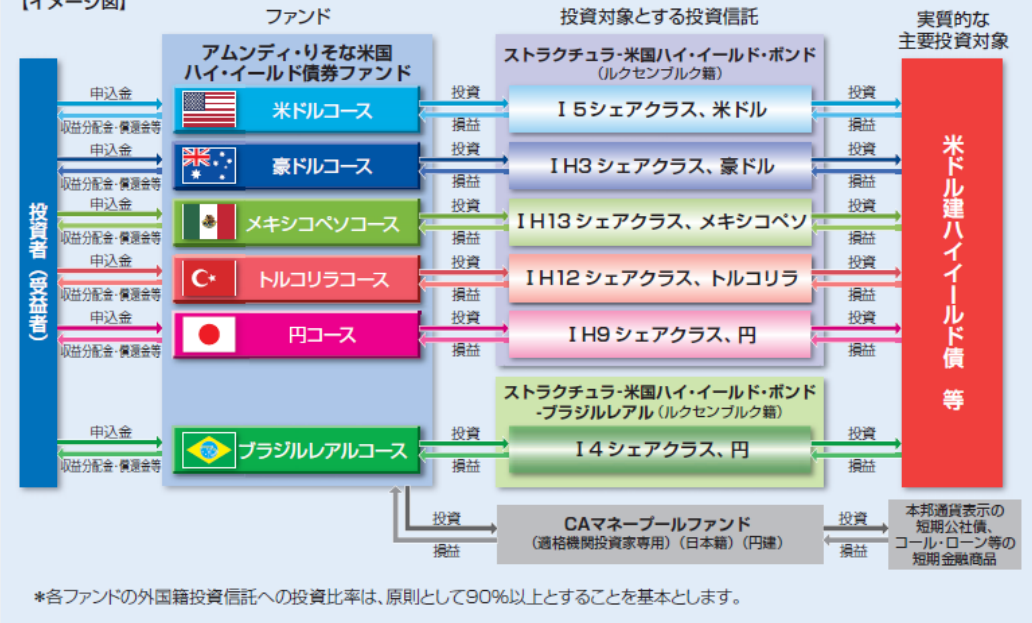 【イメージ図】
ファンド
投資対象とする投資信託
実質的な
主要投資対象
アムンディ・りそな米国
ハイ・イールド債券ファンド
ストラクチュラ-米国ハイ・イールド・ボンド
(ルクセンブルク籍)
投資者(受益者)
申込金
収益分配金・償還金等
米ドルコース
投資
損益
I 5シェアクラス、米ドル
投資
損益
申込金
収益分配金・償還金等
豪ドルコース
投資
損益
I H3シェアクラス、豪ドル
投資
損益
申込金
収益分配金・償還金等
メキシコペソコース
投資
損益
I H13シェアクラス、メキシコペソ
投資
損益
申込金
収益分配金・償還金等
トルコリラコース
投資
損益
I H12シェアクラス、トルコリラ
投資
損益
申込金
収益分配金・償還金等
円コース
投資
損益
I H9シェアクラス、円
投資
損益
米ドル建ハイイールド債 等
ストラクチュラ-米国ハイ・イールド・ボンド
-ブラジルレアル(ルクセンブルク籍)
申込金
収益分配金・償還金等
ブラジルレアルコース
投資
損益
I 4シェアクラス、円
投資
損益
投資
損益
CAマネープールファンド
(適格機関投資家専用)(日本籍)(円建)
投資
損益
本邦通貨表示の
短期公社債、
コール・ローン等の
短期金融商品
*各ファンドの外国籍投資信託への投資比率は、原則として90%以上とすることを基本とします。